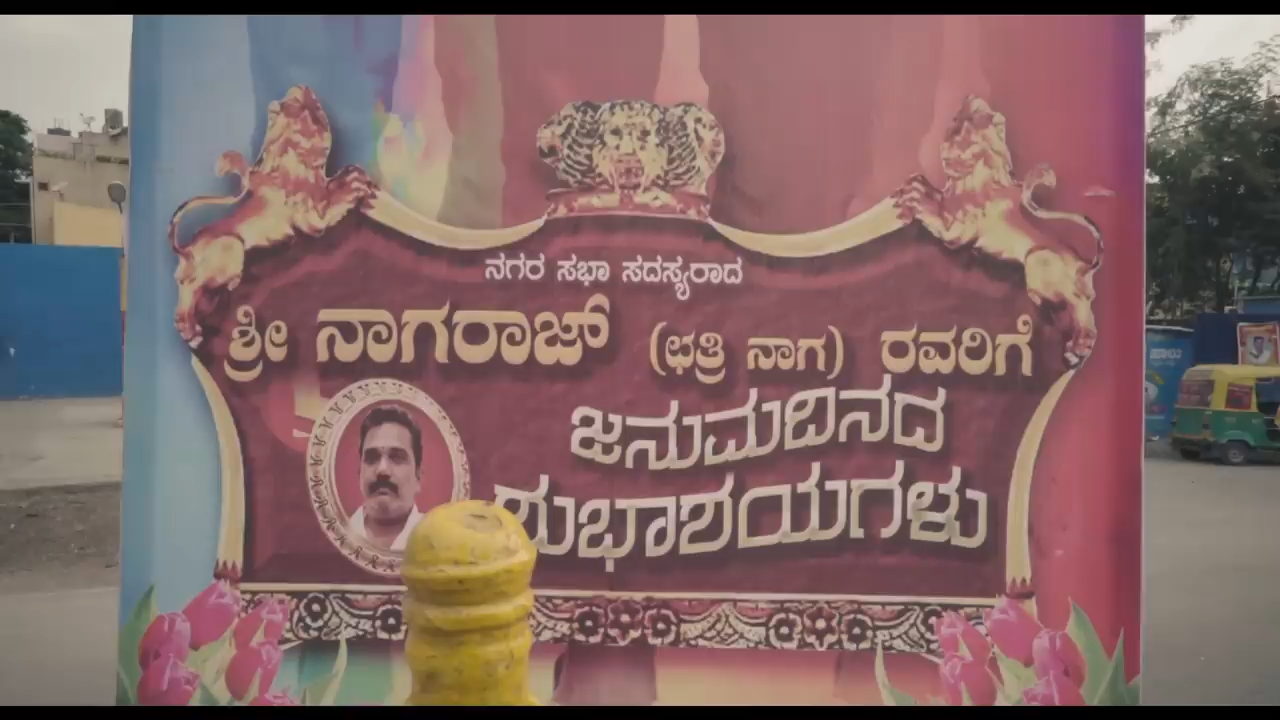 ನಗರ ಸಭಾ ಸದಸ್ಯರಾದ
ಶ್ರೀ ನಾಗರಾಜ್ (ಛತ್ರಿ ನಾಗ) ರವರಿಗೆ
ಜನುಮದಿನದ
ಶುಭಾಶಯಗಳು